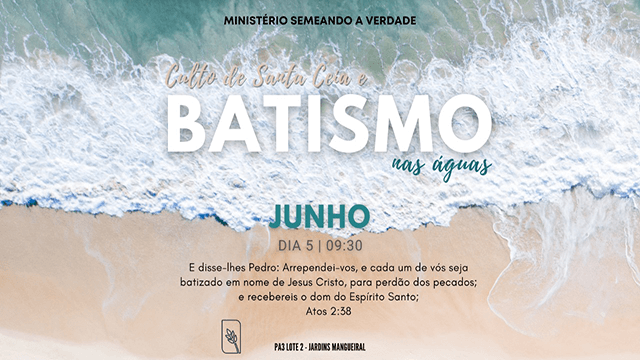 MINISTÉRIO SEMEANDO A VERDADE
Culto de Santa Ceia e
BATISMO
nas águas
JUNHO
DIA 5 | 09:30
E disse-lhes Pedro: Arrependei-vos, e cada um de vós seja
batizado em nome de Jesus Cristo, para perdão dos pecados;
e recebereis o dom do Espírito Santo;
Atos 2:38
PA3 LOTE 2 - JARDINS MANGUEIRAL